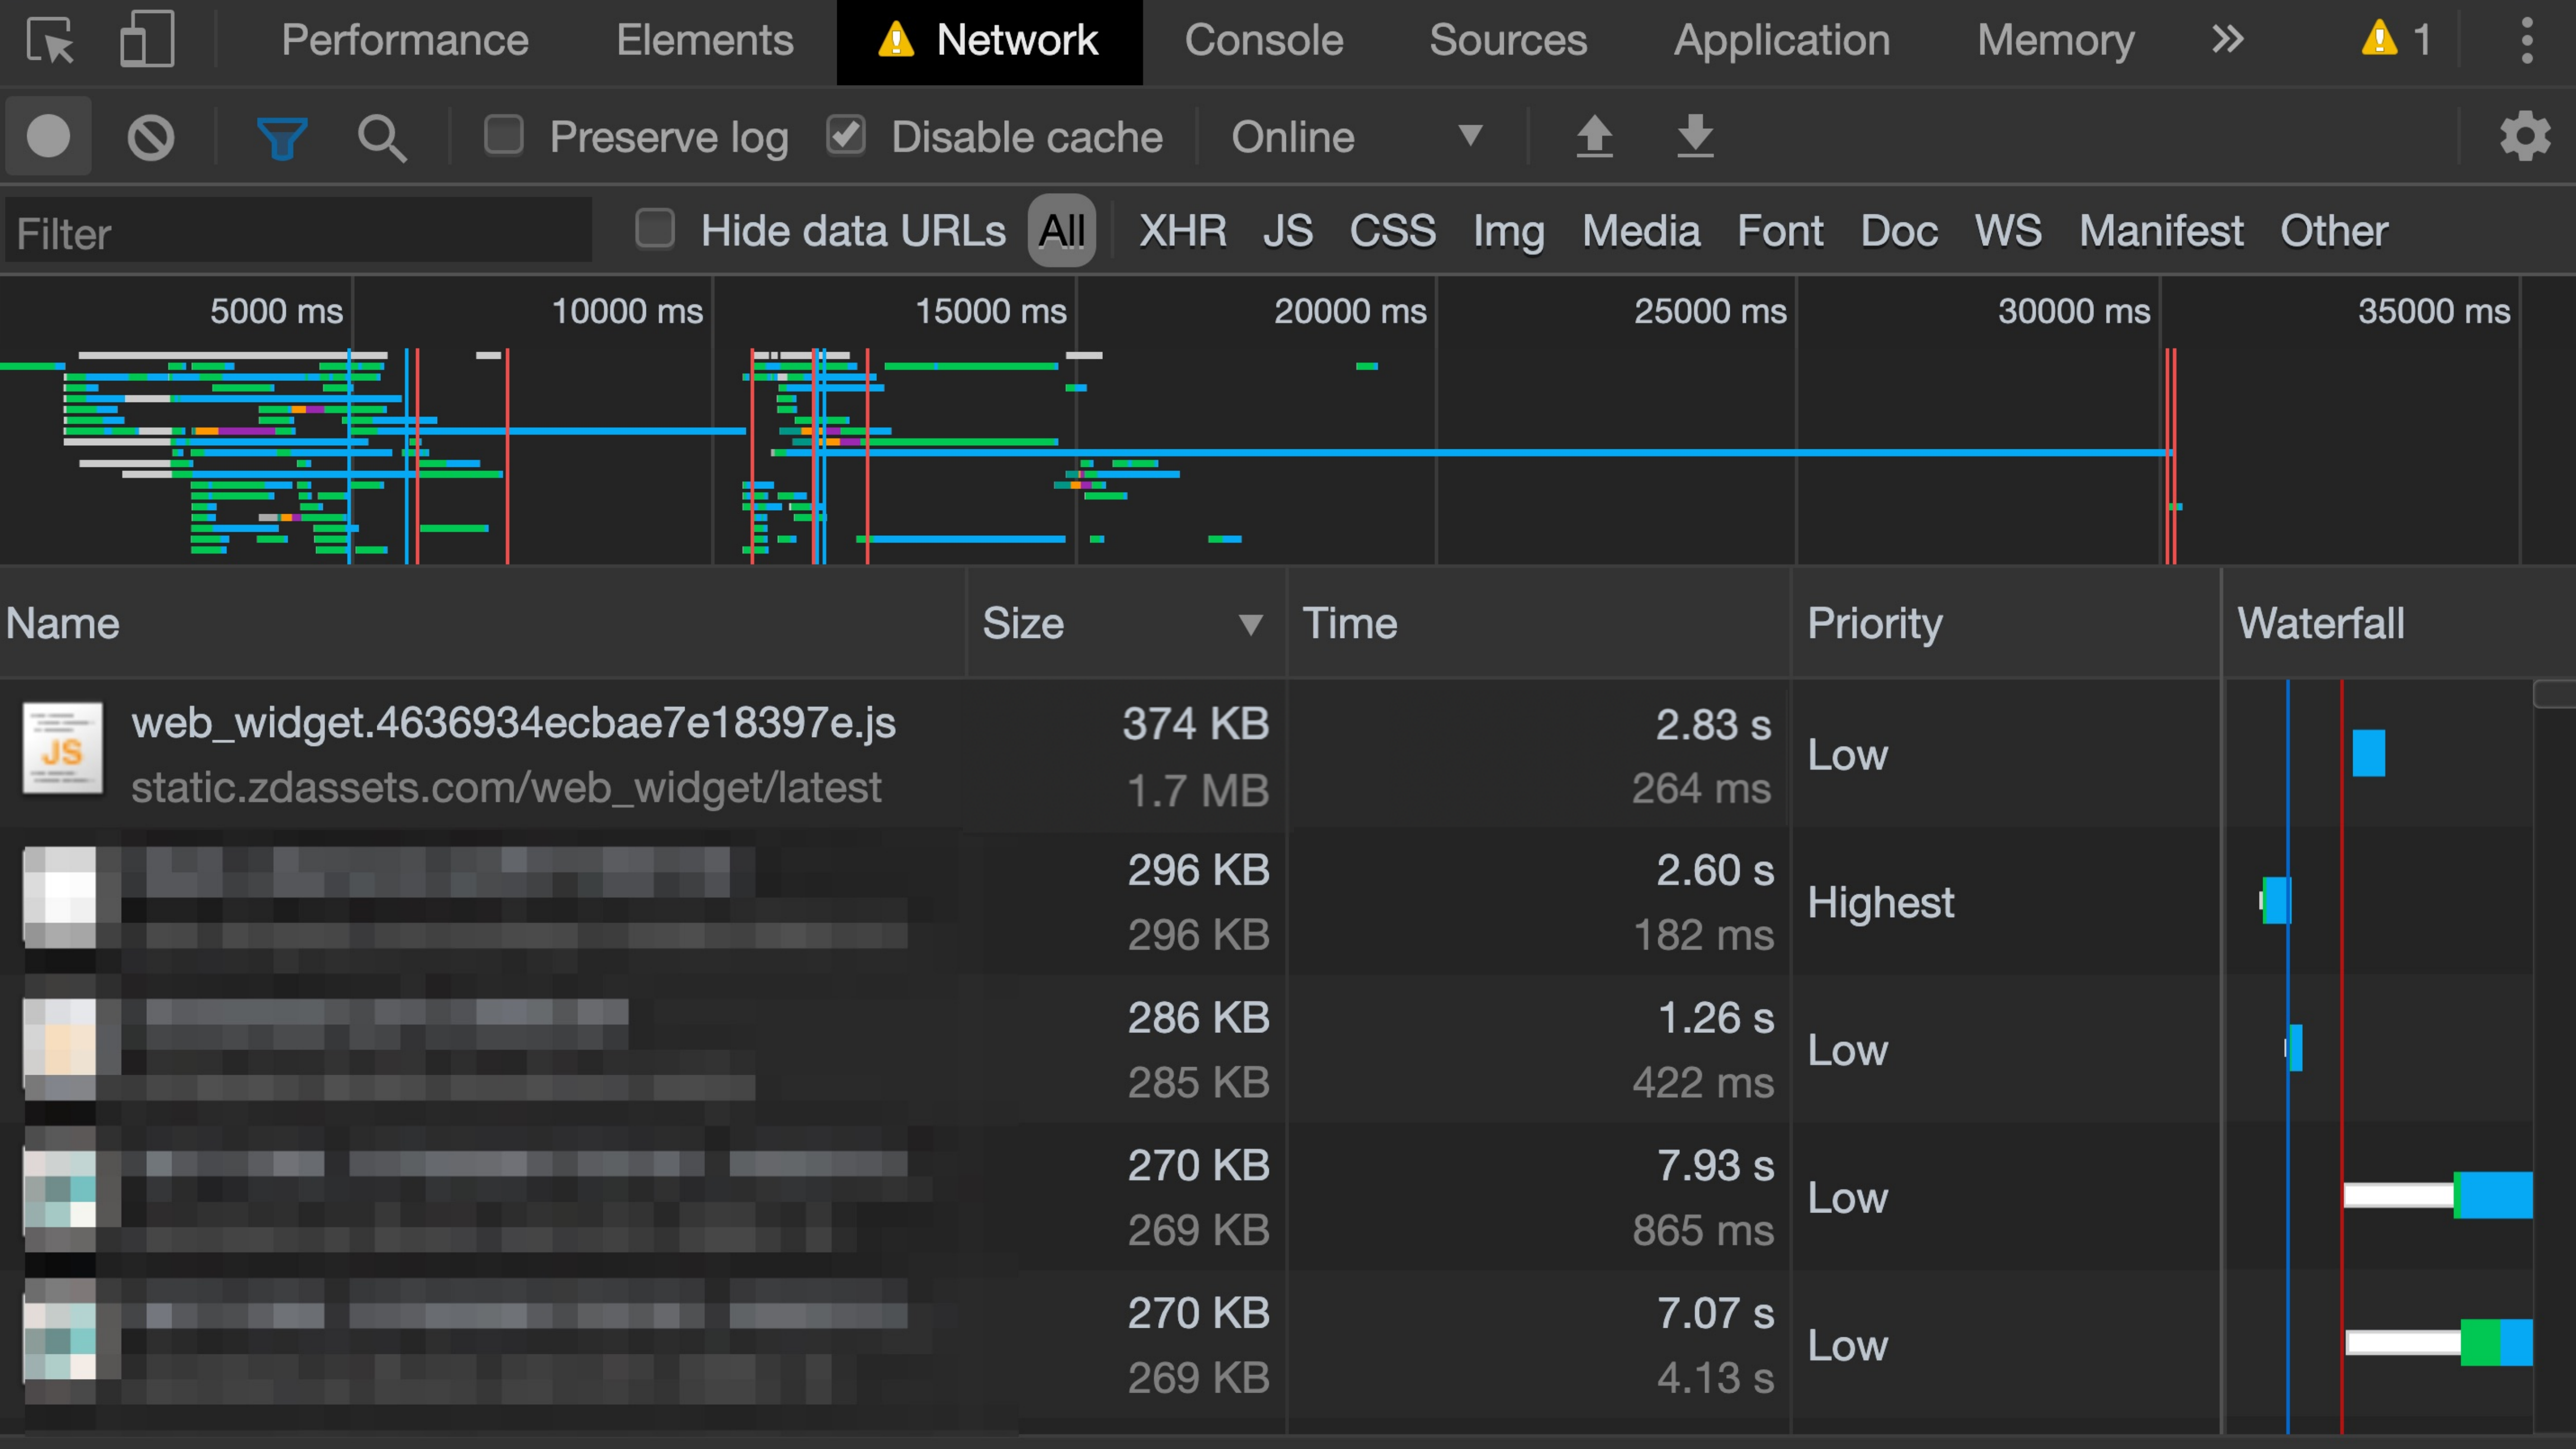 Performance Elements Network Console Sources Application Memory » 1
Preserve log Disable cache Online
Filter Hide data URLs All XHR JS CSS Img Media Font Doc WS Manifest Other
5000 ms 10000 ms 15000 ms 20000 ms 25000 ms 30000 ms 35000 ms
Name Size Time Priority Waterfall
JS web_widget.4636934ecbae7e18397e.js 374 KB 2.83 s Low
static.zdassets.com/web_widget/latest 1.7 MB 264 ms
296 KB 2.60 s Highest
296 KB 182 ms
286 KB 1.26 s Low
285 KB 422 ms
270 KB 7.93 s Low
269 KB 865 ms
270 KB 7.07 s Low
269 KB 4.13 s